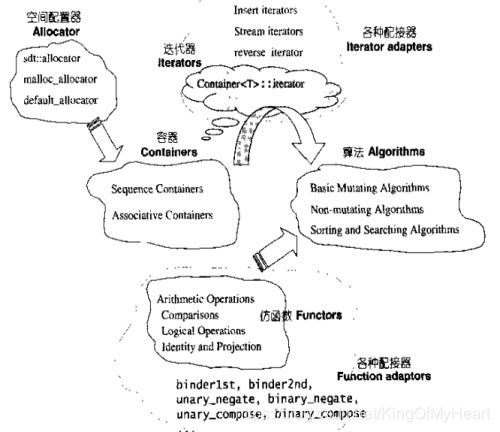 空间配置器
Allocator
sdt::allocator
malloc_allocator
default_allocator
Insert iterators
Stream iterators
reverse iterator
各种配接器
Iterator adapters
迭代器
Iterators
Container<T>::iterator
容器
Containers
Sequence Containers
Associative Containers
算法 Algorithms
Basic Mutating Algorithms
Non-mutating Algorithms
Sorting and Searching Algorithms
Arithmetic Operations
Comparisons
Logical Operations
Identity and Projection
仿函数 Functors
各种配接器
Function adaptors
binder1st, binder2nd,
unary_negate, binary_negate,
unary_compose, binary_compose
...
KingOfMyHeart